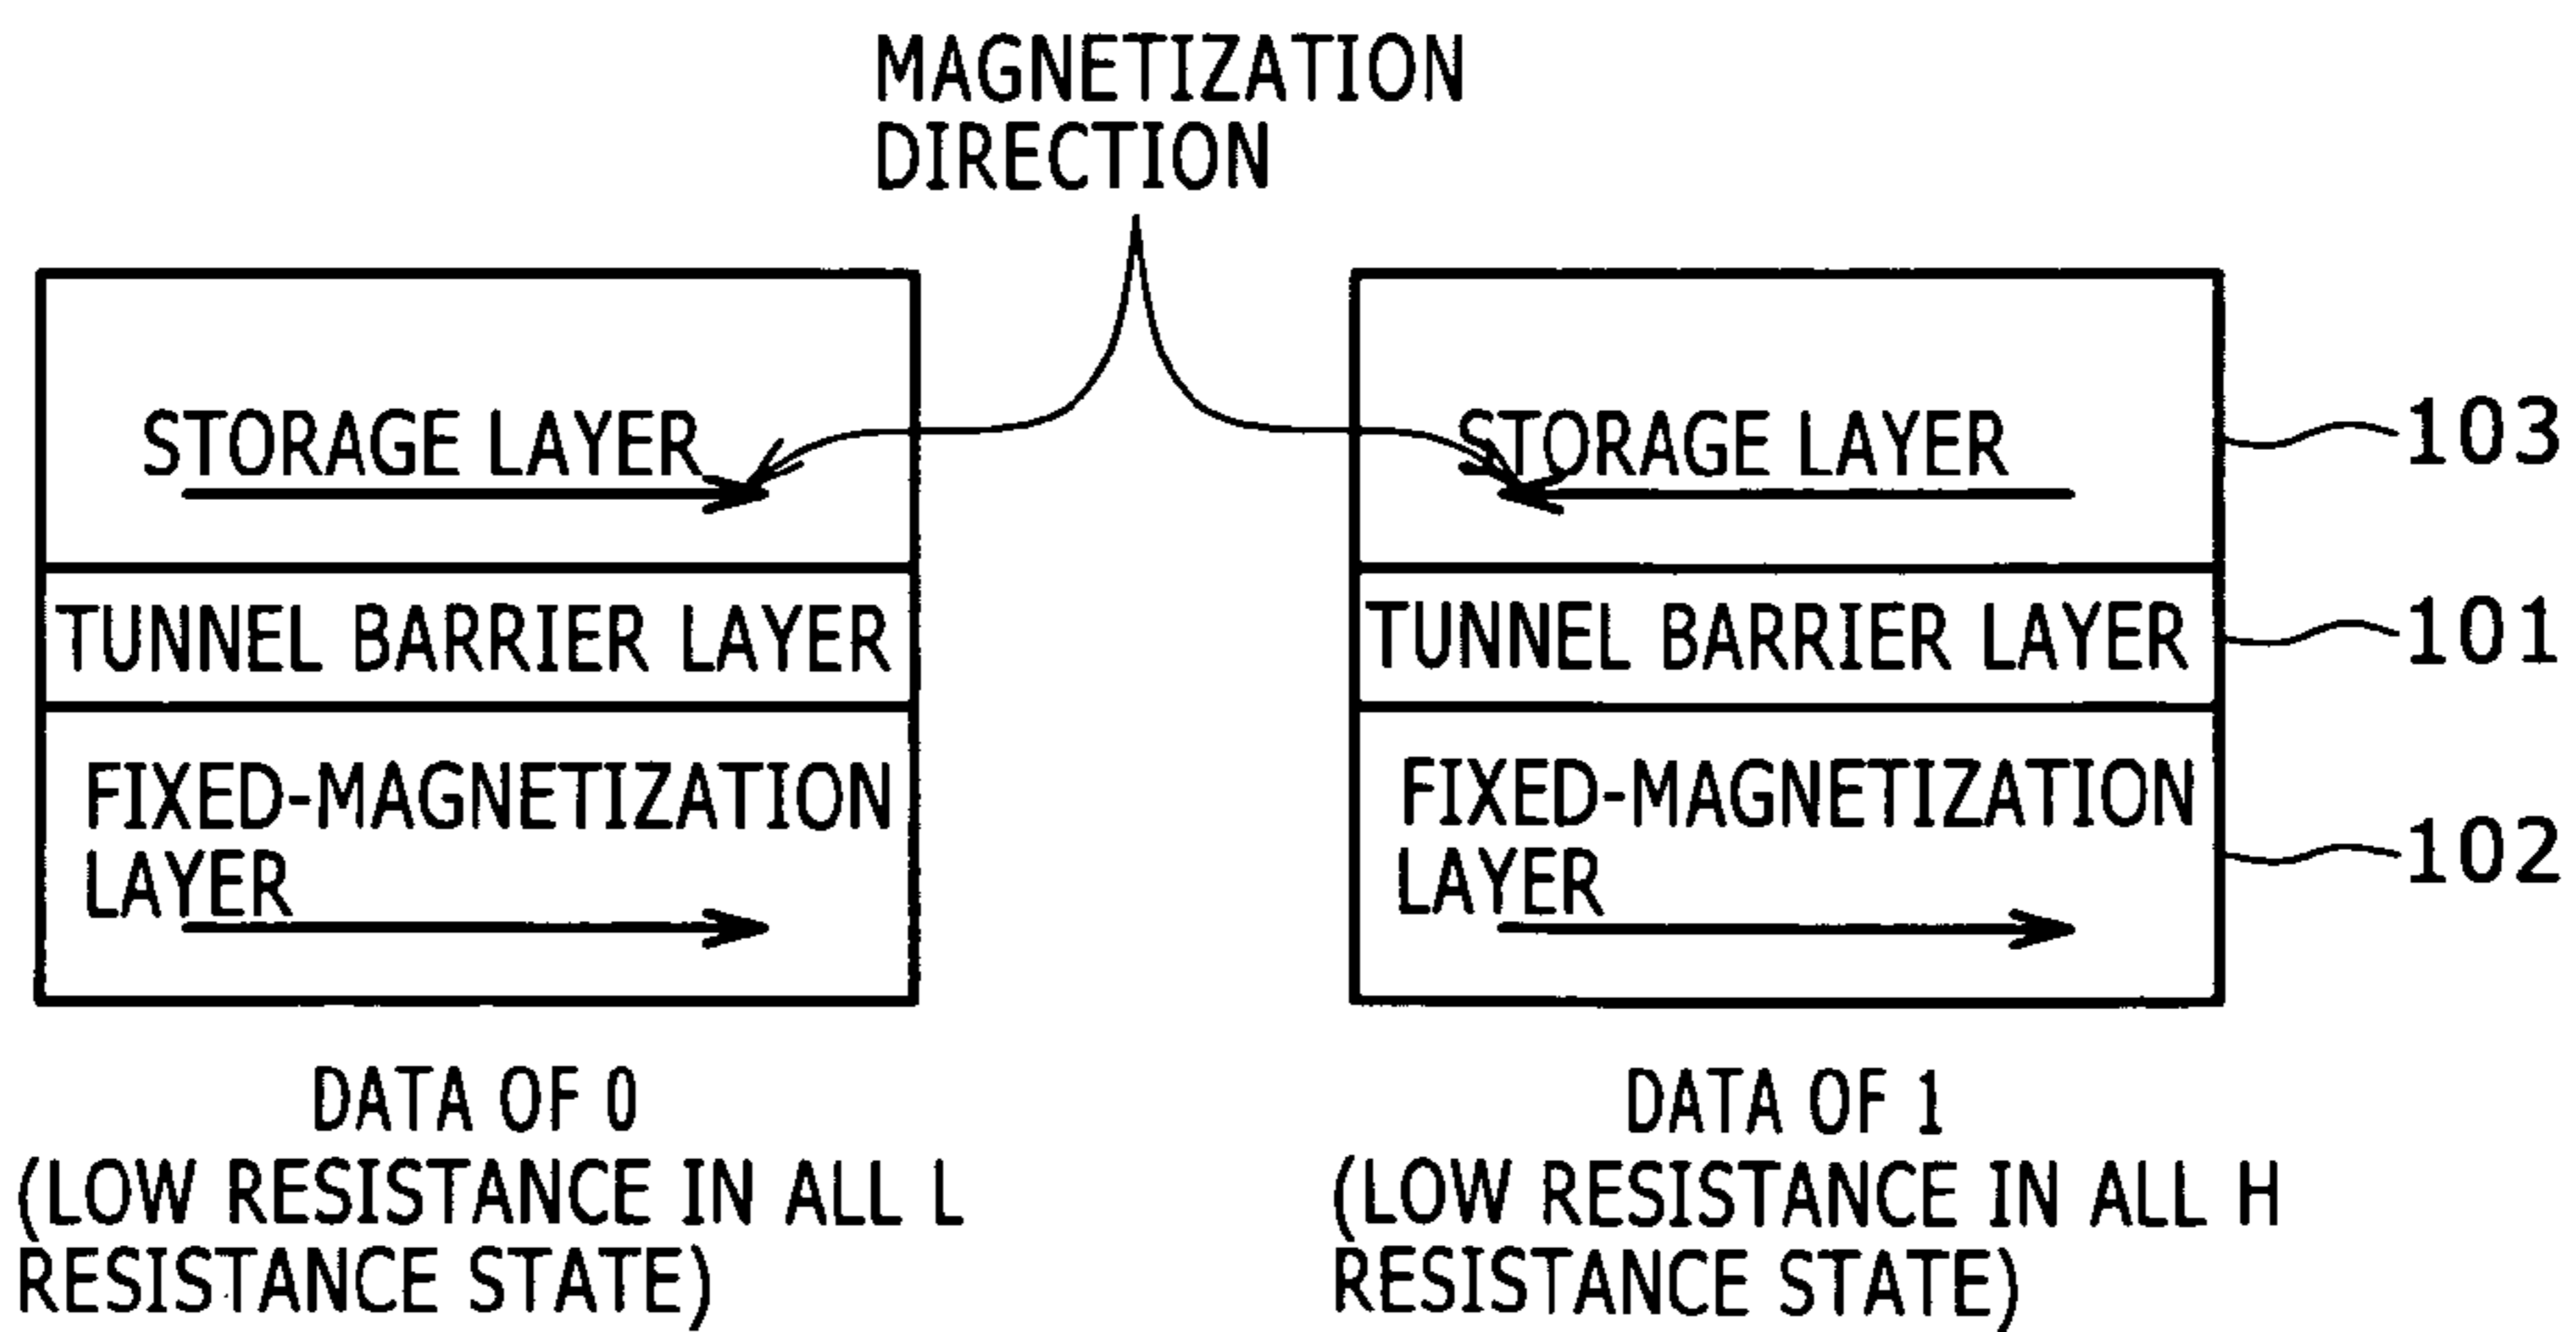 MAGNETIZATION
DIRECTION
STORAGE LAYER
TUNNEL BARRIER LAYER
FIXED-MAGNETIZATION
LAYER
DATA OF 0
(LOW RESISTANCE IN ALL L
RESISTANCE STATE)
STORAGE LAYER
103
TUNNEL BARRIER LAYER
101
FIXED-MAGNETIZATION
LAYER
102
DATA OF 1
(LOW RESISTANCE IN ALL H
RESISTANCE STATE)